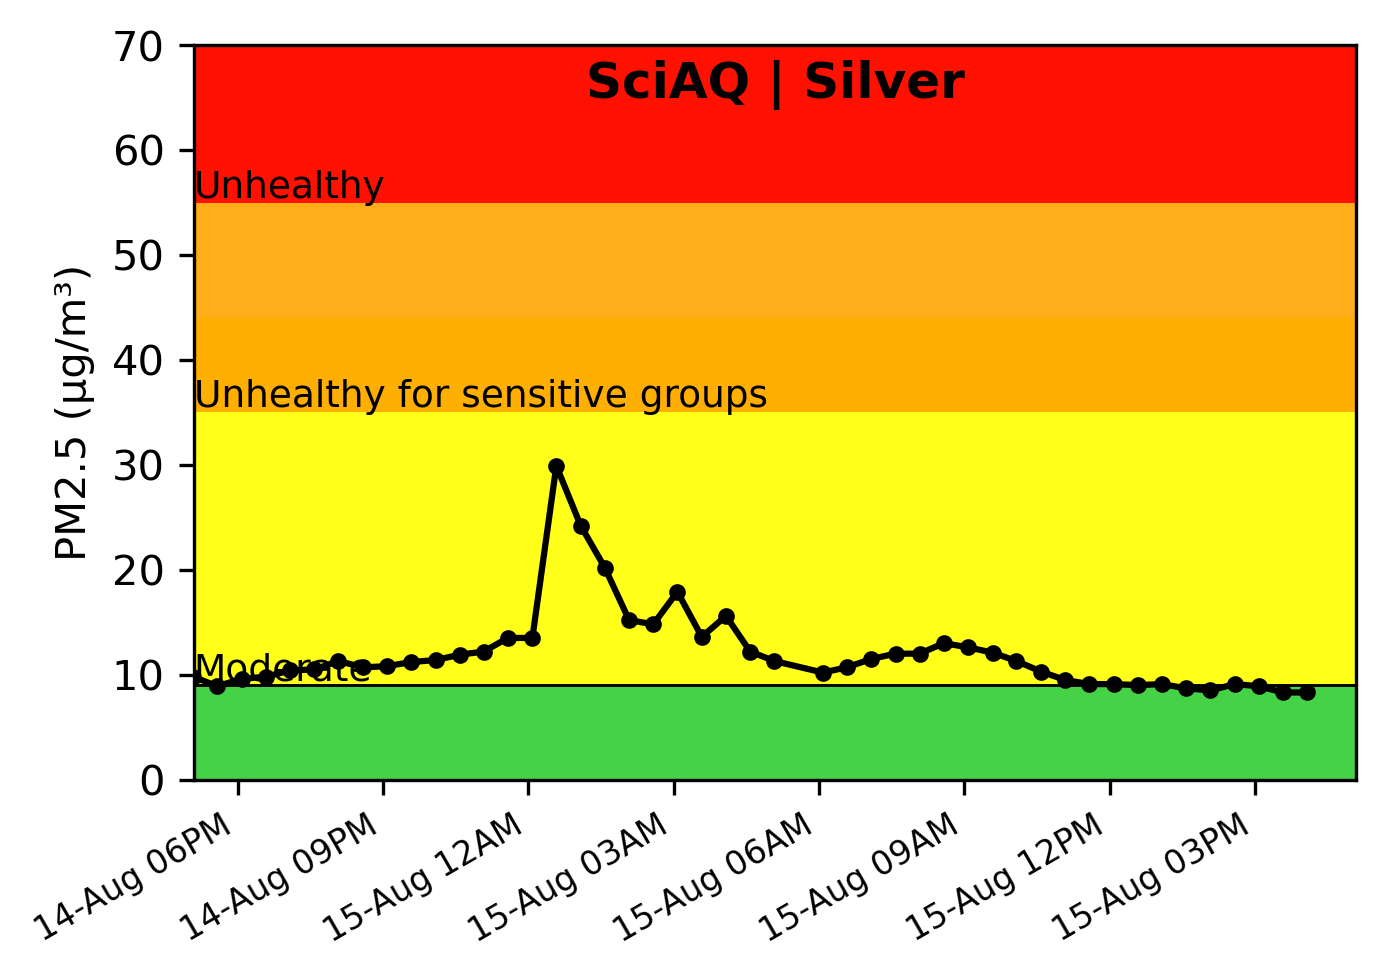 SciAQ | Silver
70
60
50
40
30
20
10
0
PM2.5 (µg/m³)
Unhealthy
Unhealthy for sensitive groups
Moderate
14-Aug 06PM
14-Aug 09PM
15-Aug 12AM
15-Aug 03AM
15-Aug 06AM
15-Aug 09AM
15-Aug 12PM
15-Aug 03PM